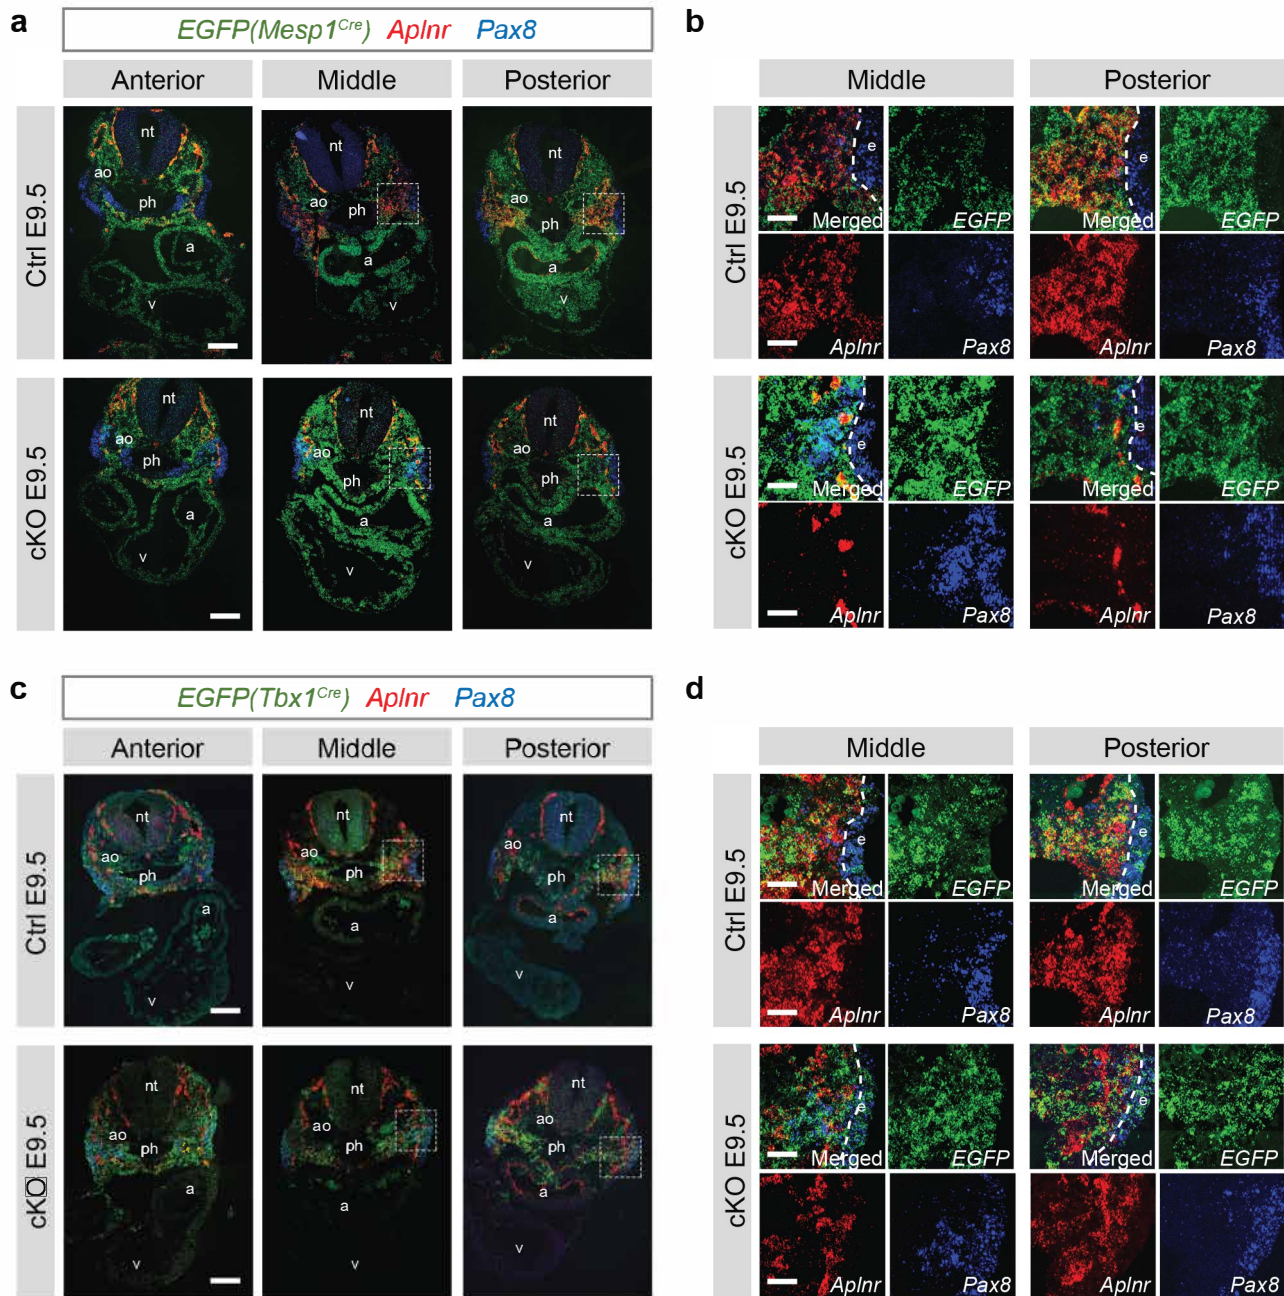 a
EGFP(Mesp1Cre) Aplnr Pax8
Anterior Middle Posterior
Ctrl E9.5
nt
ao
ph
a
v
nt
ao
ph
a
v
nt
ao
ph
a
v
cKO E9.5
nt
ao
ph
a
v
nt
ao
ph
a
v
nt
ao
ph
a
v
b
Middle Posterior
Ctrl E9.5
e
Merged
EGFP
e
Merged
EGFP
Aplnr
Pax8
Aplnr
Pax8
cKO E9.5
e
Merged
EGFP
e
Merged
EGFP
Aplnr
Pax8
Aplnr
Pax8
c
EGFP(Tbx1Cre) Aplnr Pax8
Anterior Middle Posterior
Ctrl E9.5
nt
ao
ph
a
v
nt
ao
ph
a
v
nt
ao
ph
a
v
cKO E9.5
nt
ao
ph
a
v
nt
ao
ph
a
v
nt
ao
ph
a
v
d
Middle Posterior
Ctrl E9.5
e
Merged
EGFP
e
Merged
EGFP
Aplnr
Pax8
Aplnr
Pax8
cKO E9.5
e
Merged
EGFP
e
Merged
EGFP
Aplnr
Pax8
Aplnr
Pax8